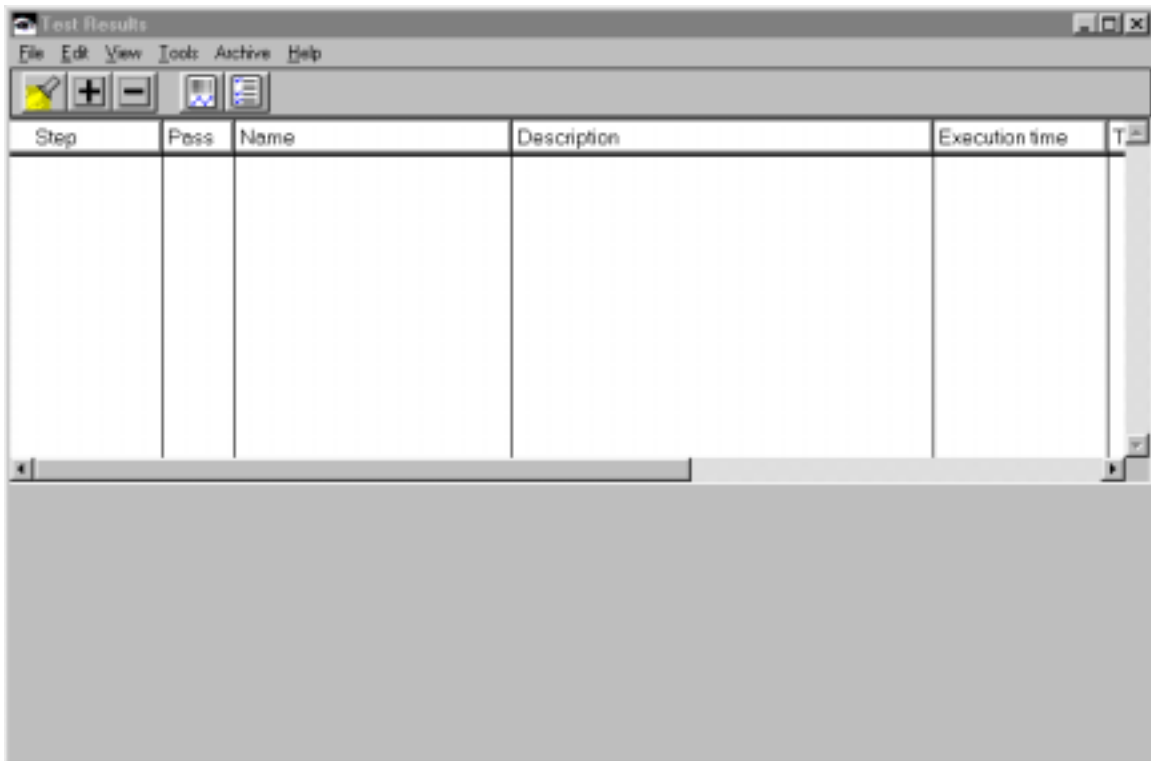 Test Results
File Edit View Tools Archive Help
Step Pass Name Description Execution time T